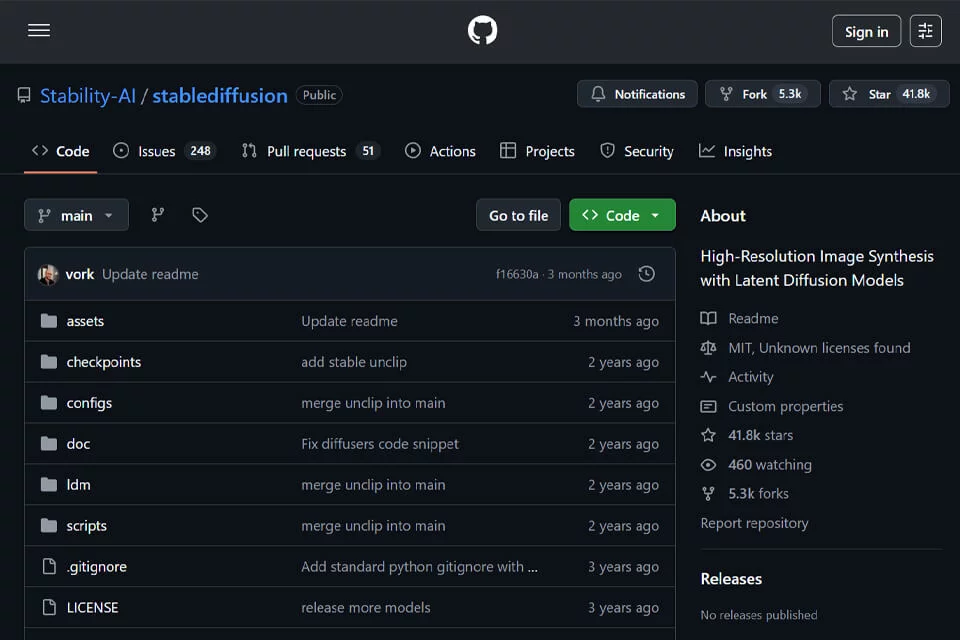 Sign in
Stability-AI / stablediffusion Public
Notifications Fork 5.3k Star 41.8k
Code Issues 248 Pull requests 51 Actions Projects Security Insights
main Go to file Code
vork Update readme f16630a · 3 months ago
assets Update readme 3 months ago
checkpoints add stable unclip 2 years ago
configs merge unclip into main 2 years ago
doc Fix diffusers code snippet 2 years ago
ldm merge unclip into main 2 years ago
scripts merge unclip into main 2 years ago
.gitignore Add standard python gitignore with ... 3 years ago
LICENSE release more models 3 years ago
About
High-Resolution Image Synthesis
with Latent Diffusion Models
Readme
MIT, Unknown licenses found
Activity
Custom properties
41.8k stars
460 watching
5.3k forks
Report repository
Releases
No releases published